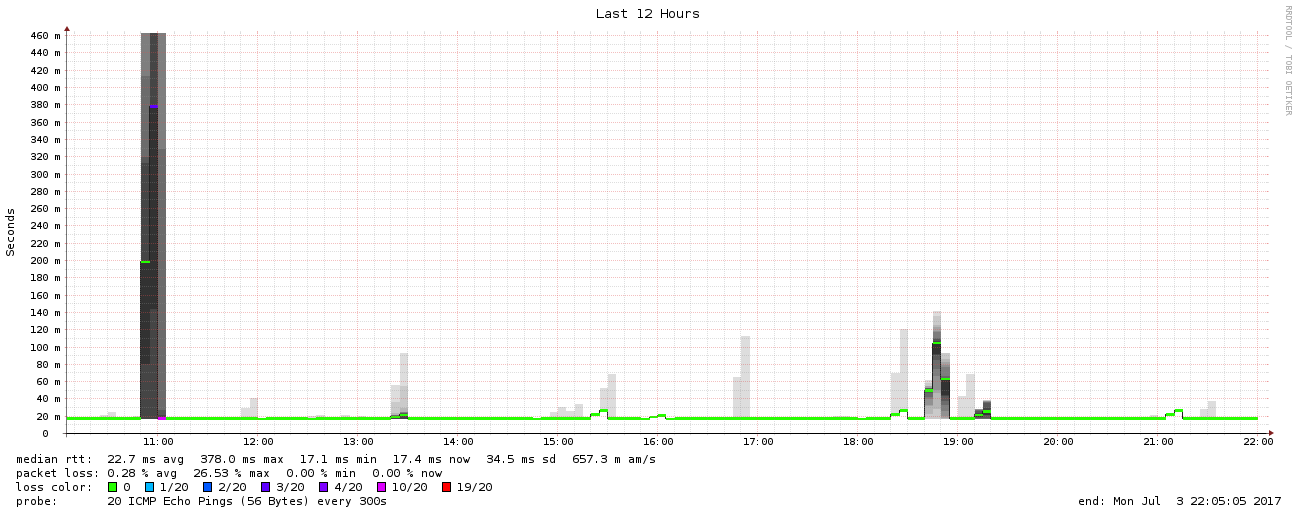 Last 12 Hours
RRDTOOL / TOBI OETIKER
Seconds
460 m
440 m
420 m
400 m
380 m
360 m
340 m
320 m
300 m
280 m
260 m
240 m
220 m
200 m
180 m
160 m
140 m
120 m
100 m
80 m
60 m
40 m
20 m
0
11:00 12:00 13:00 14:00 15:00 16:00 17:00 18:00 19:00 20:00 21:00 22:00
median rtt: 22.7 ms avg 378.0 ms max 17.1 ms min 17.4 ms now 34.5 ms sd 657.3 m am/s
packet loss: 0.28 % avg 26.53 % max 0.00 % min 0.00 % now
loss color: 0 1/20 2/20 3/20 4/20 10/20 19/20
probe: 20 ICMP Echo Pings (56 Bytes) every 300s end: Mon Jul 3 22:05:05 2017